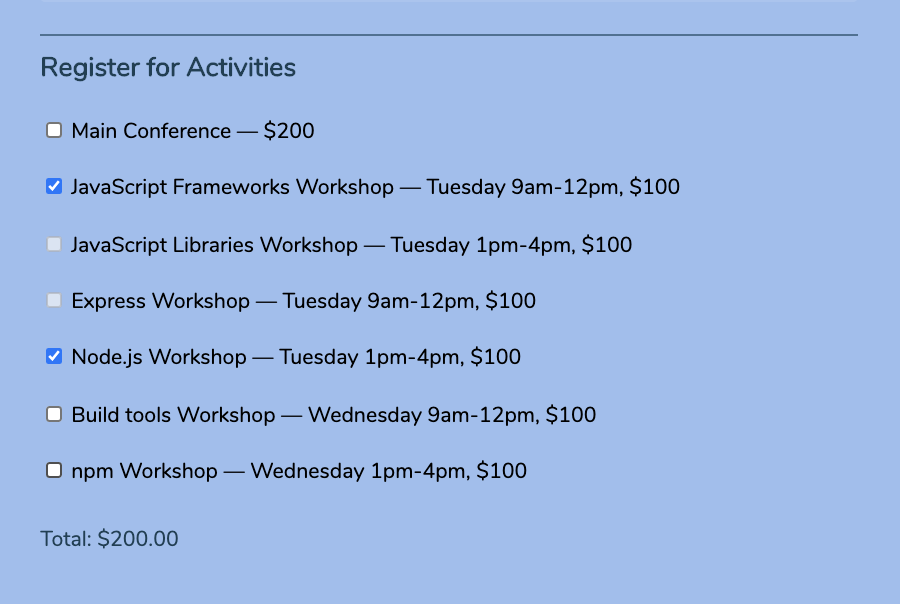 Register for Activities
Main Conference — $200
JavaScript Frameworks Workshop — Tuesday 9am-12pm, $100
JavaScript Libraries Workshop — Tuesday 1pm-4pm, $100
Express Workshop — Tuesday 9am-12pm, $100
Node.js Workshop — Tuesday 1pm-4pm, $100
Build tools Workshop — Wednesday 9am-12pm, $100
npm Workshop — Wednesday 1pm-4pm, $100
Total: $200.00